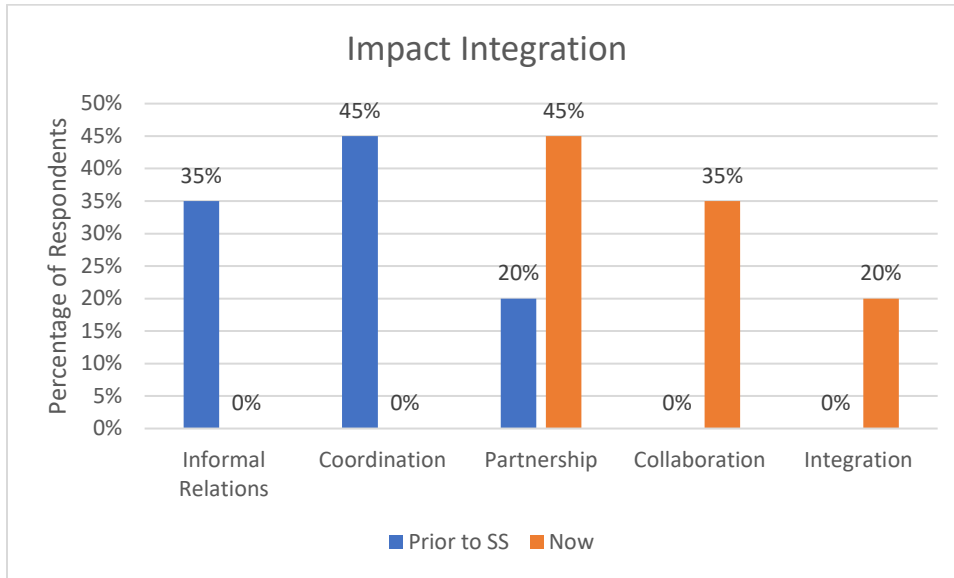 Impact Integration
Percentage of Respondents
50%
45%
40%
35%
30%
25%
20%
15%
10%
5%
0%
35%
0%
45%
0%
20%
45%
0%
35%
0%
20%
Informal
Relations
Coordination
Partnership
Collaboration
Integration
Prior to SS
Now